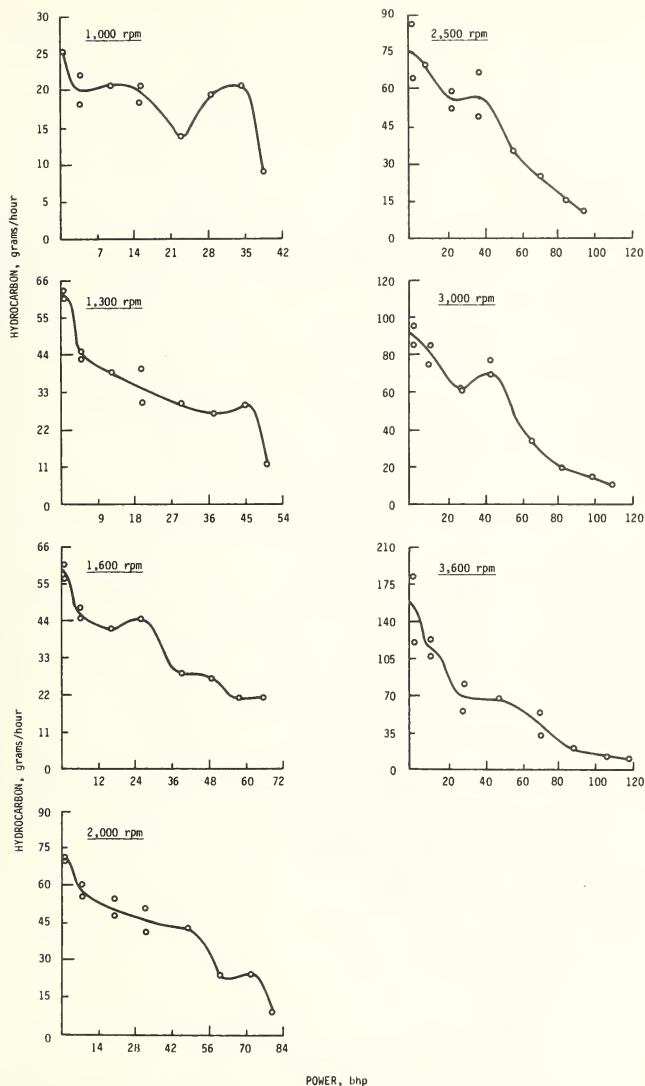 HYDROCARBON, grams/hour
1,000 rpm
30
25
20
15
10
5
0
7 14 21 28 35 42
1,300 rpm
66
55
44
33
22
11
0
9 18 27 36 45 54
HYDROCARBON, grams/hour
1,600 rpm
66
55
44
33
22
11
0
12 24 36 48 60 72
2,000 rpm
90
75
60
45
30
15
0
14 28 42 56 70 84
2,500 rpm
90
75
60
45
30
15
0
20 40 60 80 100 120
3,000 rpm
120
100
80
60
40
20
0
20 40 60 80 100 120
3,600 rpm
210
175
140
105
70
35
0
20 40 60 80 100 120
POWER, bhp